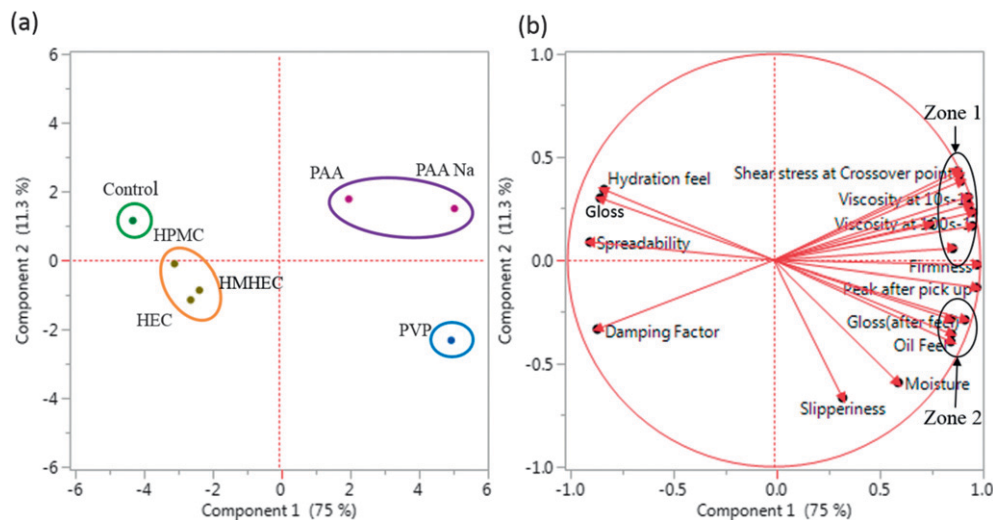 (a)
6
4
2
0
-2
-4
-6
Component 2 (11.3 %)
-6
-4
-2
0
2
4
6
Component 1 (75 %)
Control
HPMC
HMHEC
HEC
PAA
PAA Na
PVP
(b)
1.0
0.5
0.0
-0.5
-1.0
Component 2 (11.3 %)
-1.0
-0.5
0.0
0.5
1.0
Component 1 (75 %)
Zone 1
Hydration feel
Gloss
Spreadability
Damping Factor
Shear stress at Crossover point
Viscosity at 10s-1
Viscosity at 100s-1
Firmness
Peak after pick up
Gloss(after feel)
Oil Feel
Moisture
Slipperiness
Zone 2